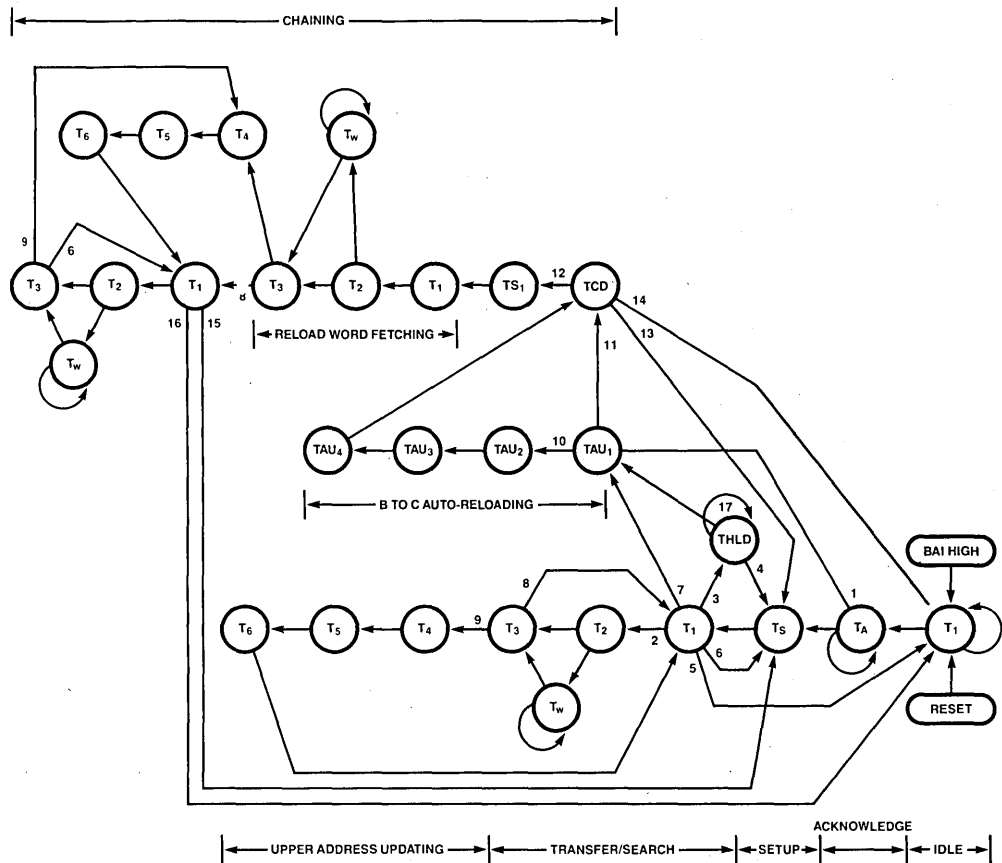 CHAINING
T6 T5 T4 TW
9 6
T3 T2 T1 8 T3 T2 T1 TS1 12 TCD 14
16 15 13
RELOAD WORD FETCHING 11
TW
TAU4 TAU3 TAU2 10 TAU1
B TO C AUTO-RELOADING 17
THLD BAI HIGH
4
8 7 3 1
T6 T5 T4 9 T3 T2 2 T1 6 TS TA T1
5
TW RESET
ACKNOWLEDGE
UPPER ADDRESS UPDATING TRANSFER/SEARCH SETUP IDLE